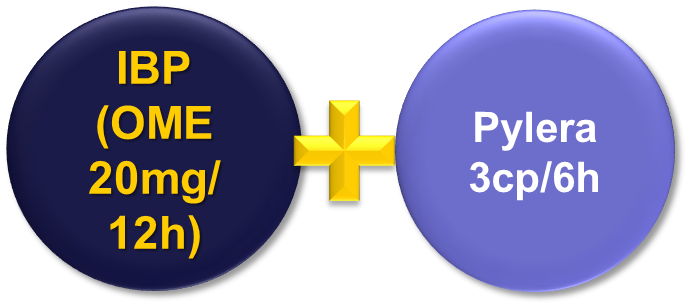 IBP
(OME
20mg/
12h)
Pylera
3cp/6h